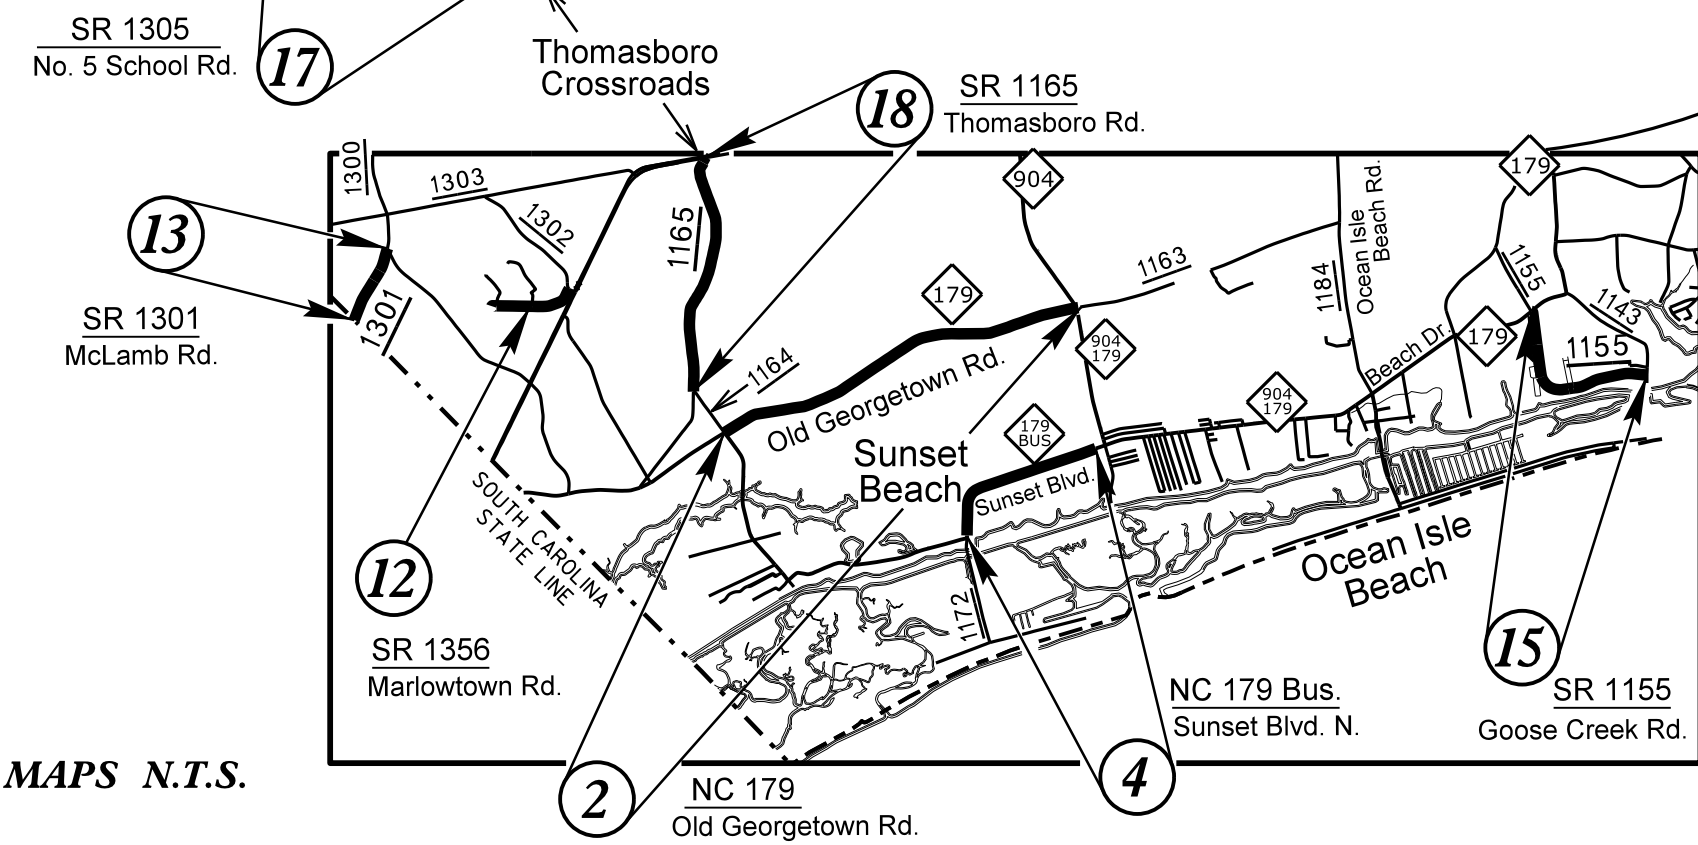 SR 1305
No. 5 School Rd.
17
Thomasboro
Crossroads
18
SR 1165
Thomasboro Rd.
1300
1303
1302
1165
904
179
1163
1184
Ocean Isle
Beach Rd.
179
1155
1143
13
SR 1301
McLamb Rd.
1301
1164
179
Old Georgetown Rd.
904
179
Beach Dr.
179
1155
904
179
179
BUS
Sunset
Beach
Sunset Blvd.
SOUTH CAROLINA
STATE LINE
12
SR 1356
Marlowtown Rd.
1172
Ocean Isle
Beach
15
SR 1155
Goose Creek Rd.
NC 179 Bus.
Sunset Blvd. N.
MAPS N.T.S.
2
NC 179
Old Georgetown Rd.
4